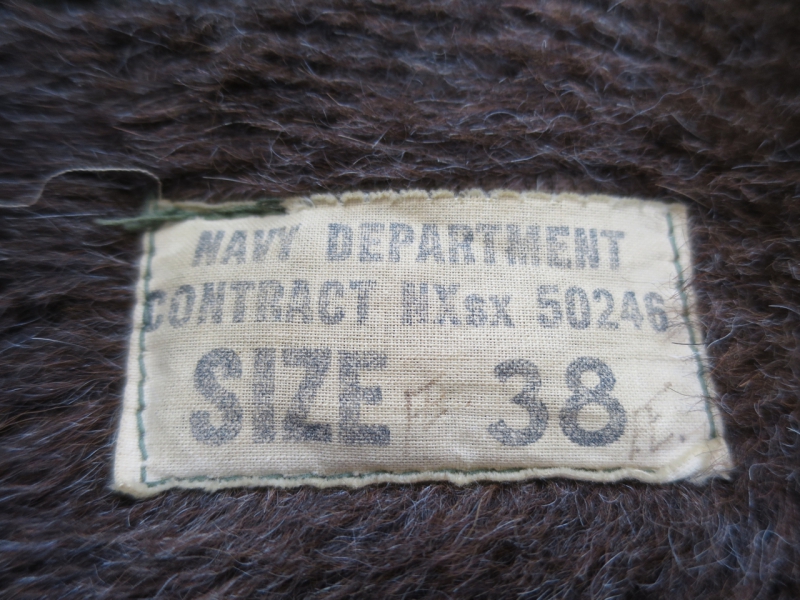 NAVY DEPARTMENT
CONTRACT NXsx 50246
SIZE 38